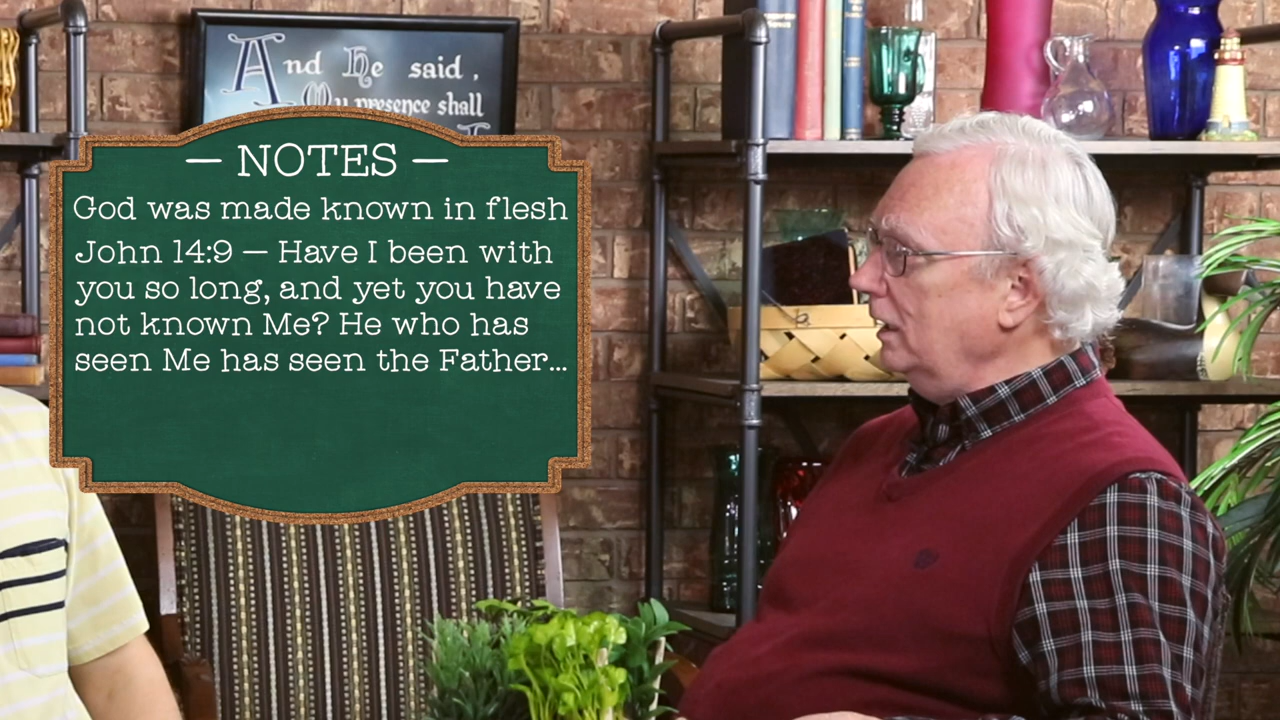 And He said,
My presence shall
— NOTES —
God was made known in flesh
John 14:9 — Have I been with
you so long, and yet you have
not known Me? He who has
seen Me has seen the Father...